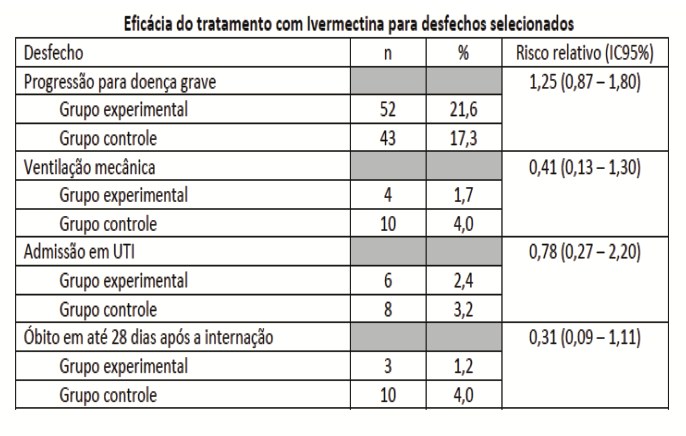 Eficácia do tratamento com Ivermectina para desfechos selecionados
Desfecho n % Risco relativo (IC95%)
Progressão para doença grave 1,25 (0,87 – 1,80)
Grupo experimental 52 21,6
Grupo controle 43 17,3
Ventilação mecânica 0,41 (0,13 – 1,30)
Grupo experimental 4 1,7
Grupo controle 10 4,0
Admissão em UTI 0,78 (0,27 – 2,20)
Grupo experimental 6 2,4
Grupo controle 8 3,2
Óbito em até 28 dias após a internação 0,31 (0,09 – 1,11)
Grupo experimental 3 1,2
Grupo controle 10 4,0